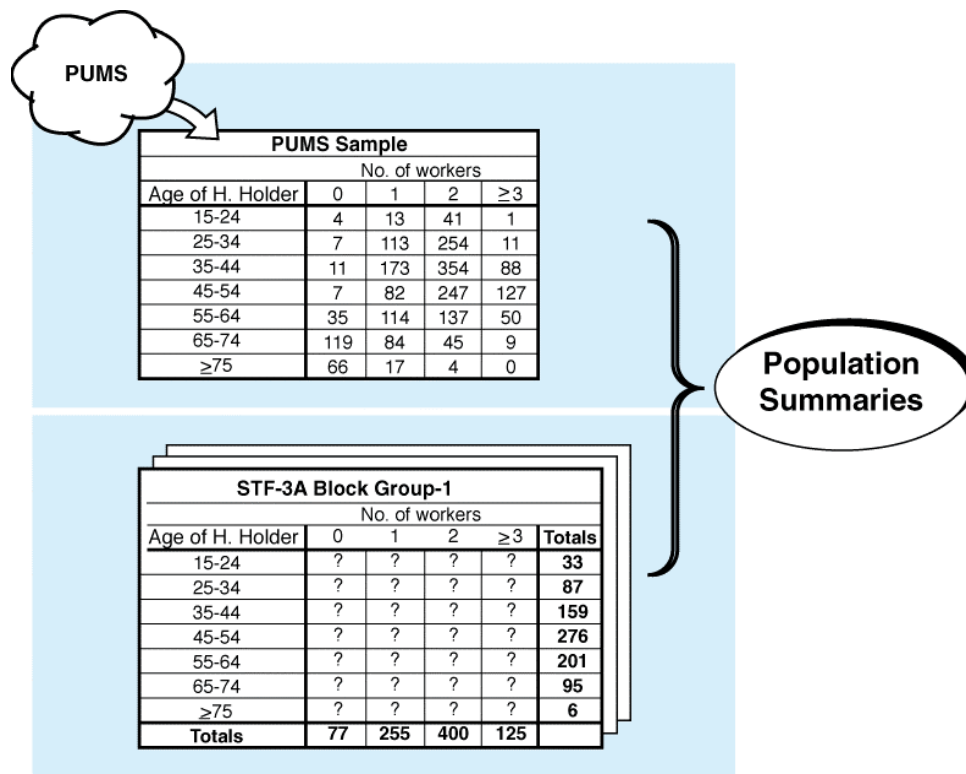 PUMS
PUMS Sample
No. of workers
Age of H. Holder 0 1 2 ≥3
15-24 4 13 41 1
25-34 7 113 254 11
35-44 11 173 354 88
45-54 7 82 247 127
55-64 35 114 137 50
65-74 119 84 45 9
≥75 66 17 4 0
Population
Summaries
STF-3A Block Group-1
No. of workers
Age of H. Holder 0 1 2 ≥3 Totals
15-24 ? ? ? ? 33
25-34 ? ? ? ? 87
35-44 ? ? ? ? 159
45-54 ? ? ? ? 276
55-64 ? ? ? ? 201
65-74 ? ? ? ? 95
≥75 ? ? ? ? 6
Totals 77 255 400 125